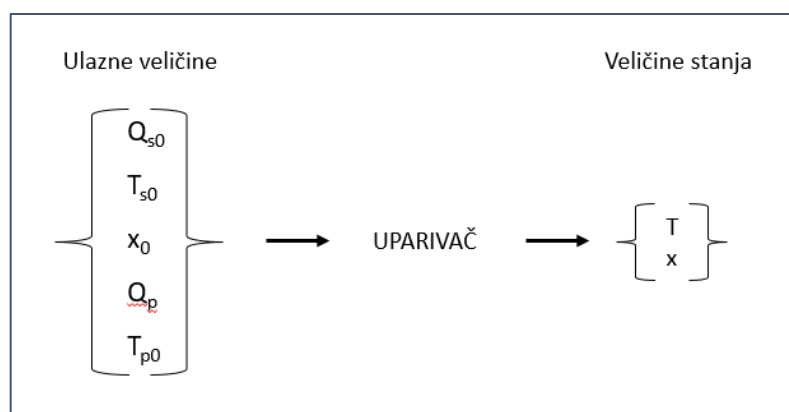 Ulazne veličine
Veličine stanja
Qs0
Ts0
x0
Qp
Tp0
UPARIVAČ
T
x